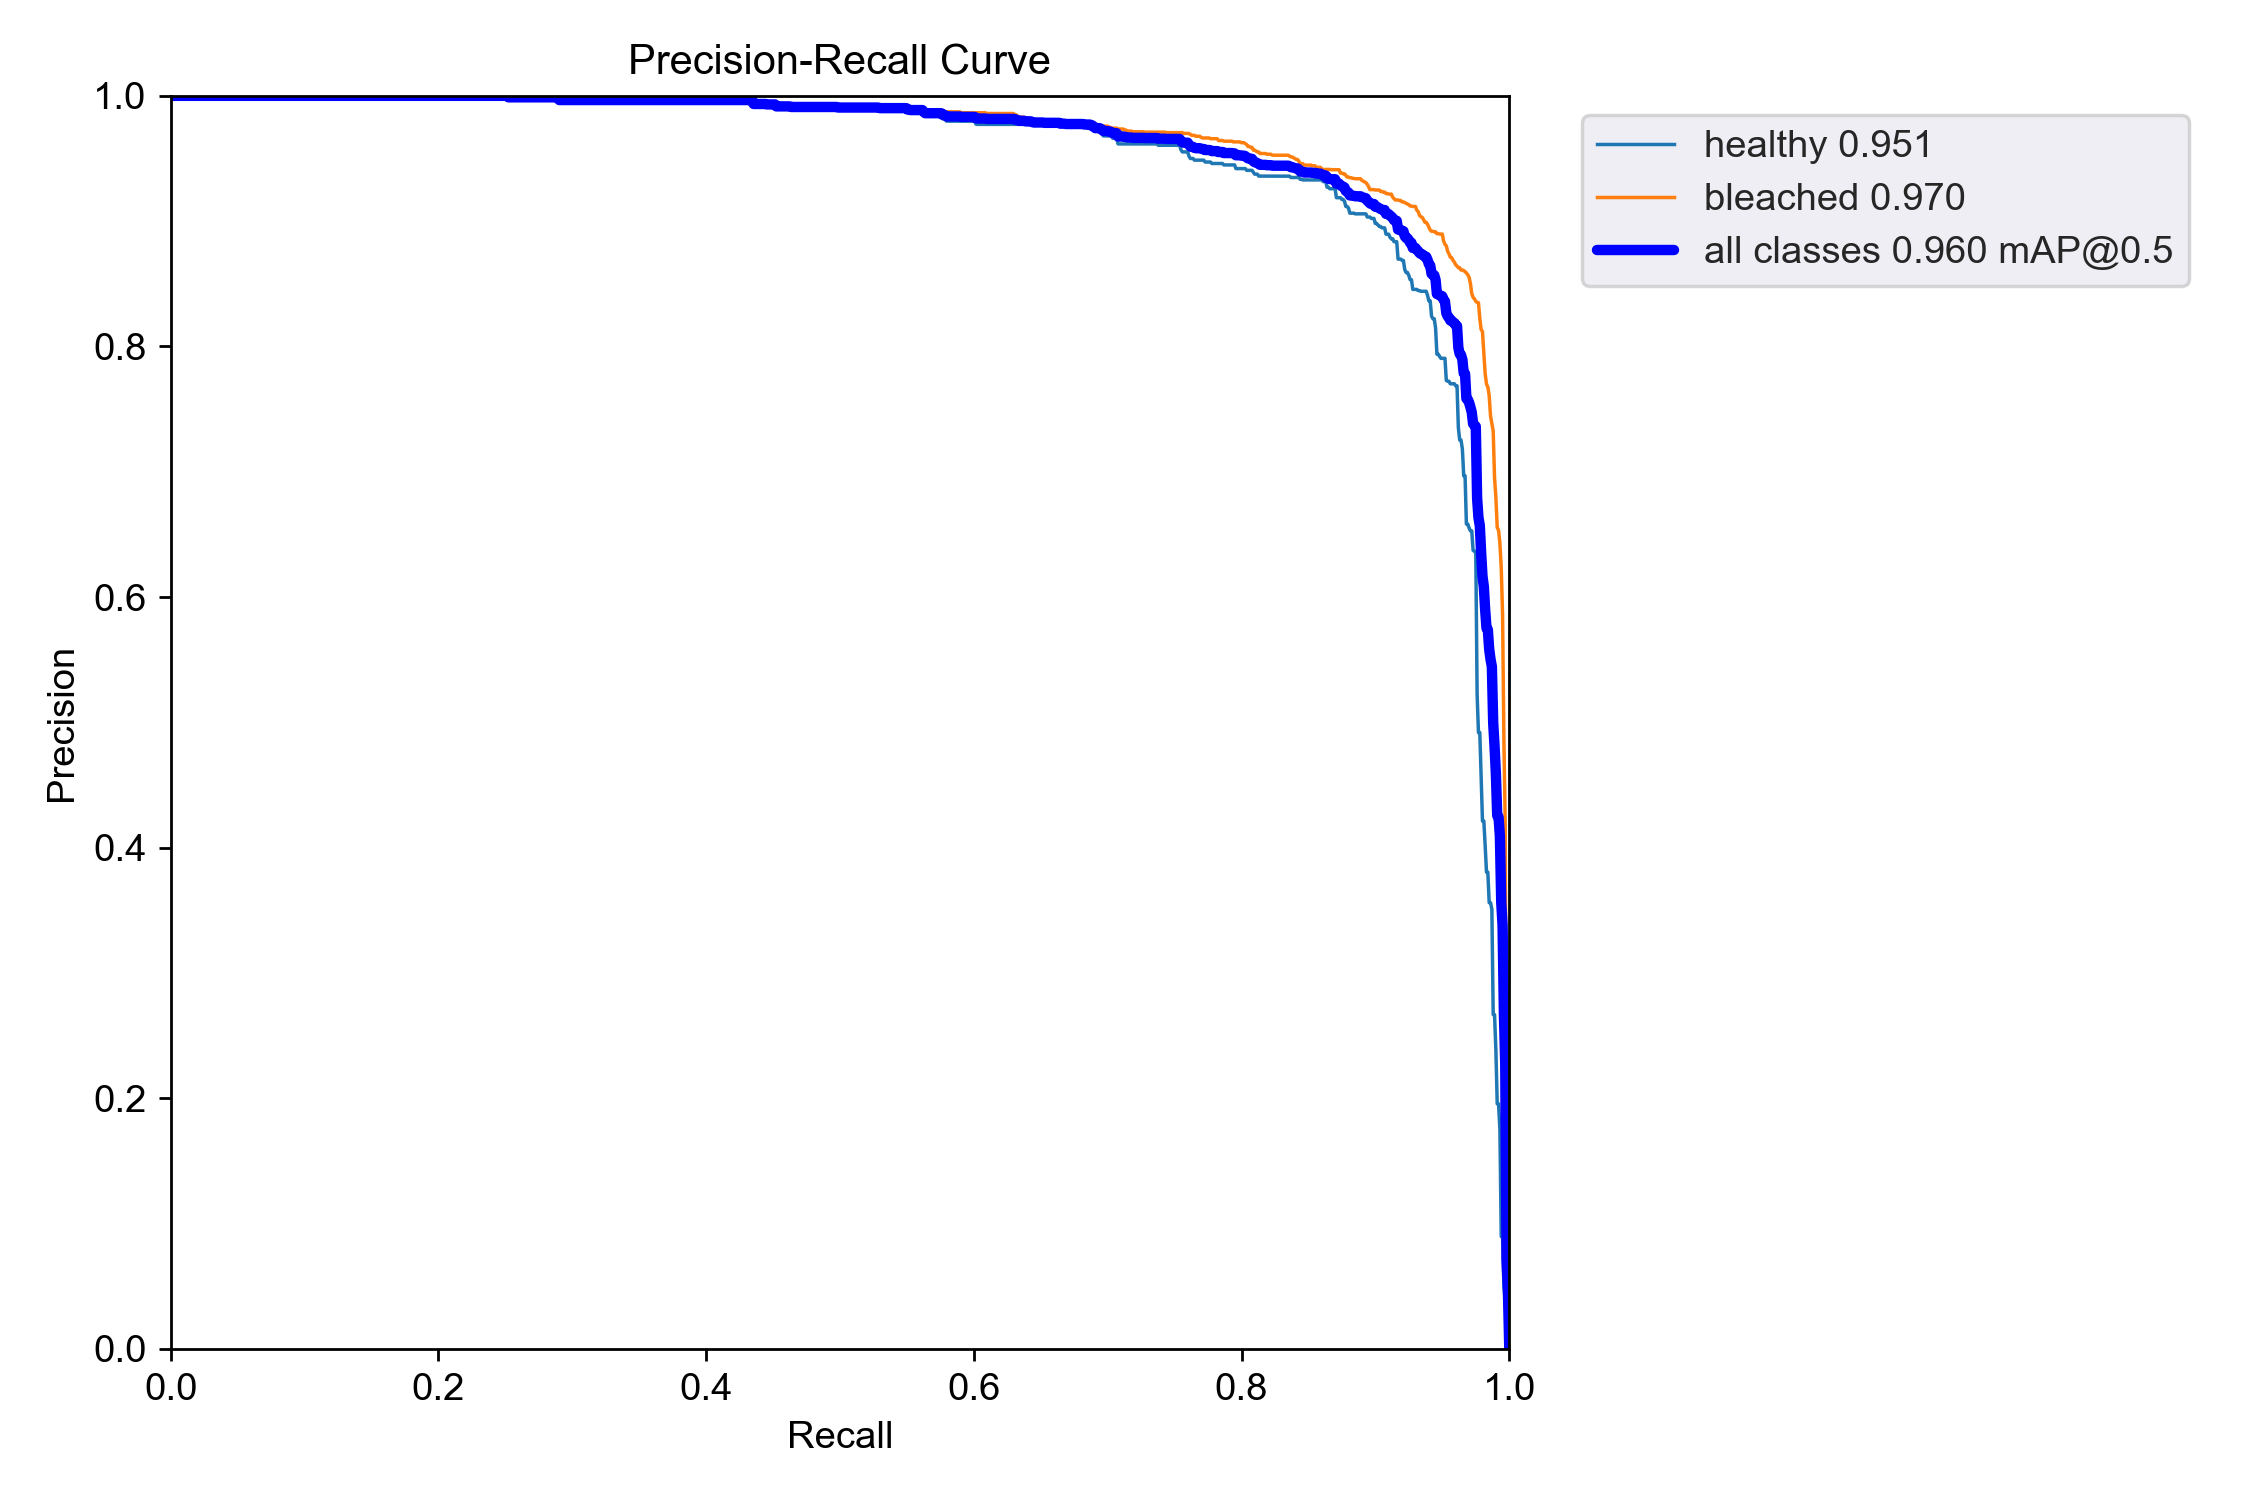 Precision-Recall Curve
1.0
0.8
0.6
0.4
0.2
0.0
Precision
0.0 0.2 0.4 0.6 0.8 1.0
Recall
healthy 0.951
bleached 0.970
all classes 0.960 mAP@0.5